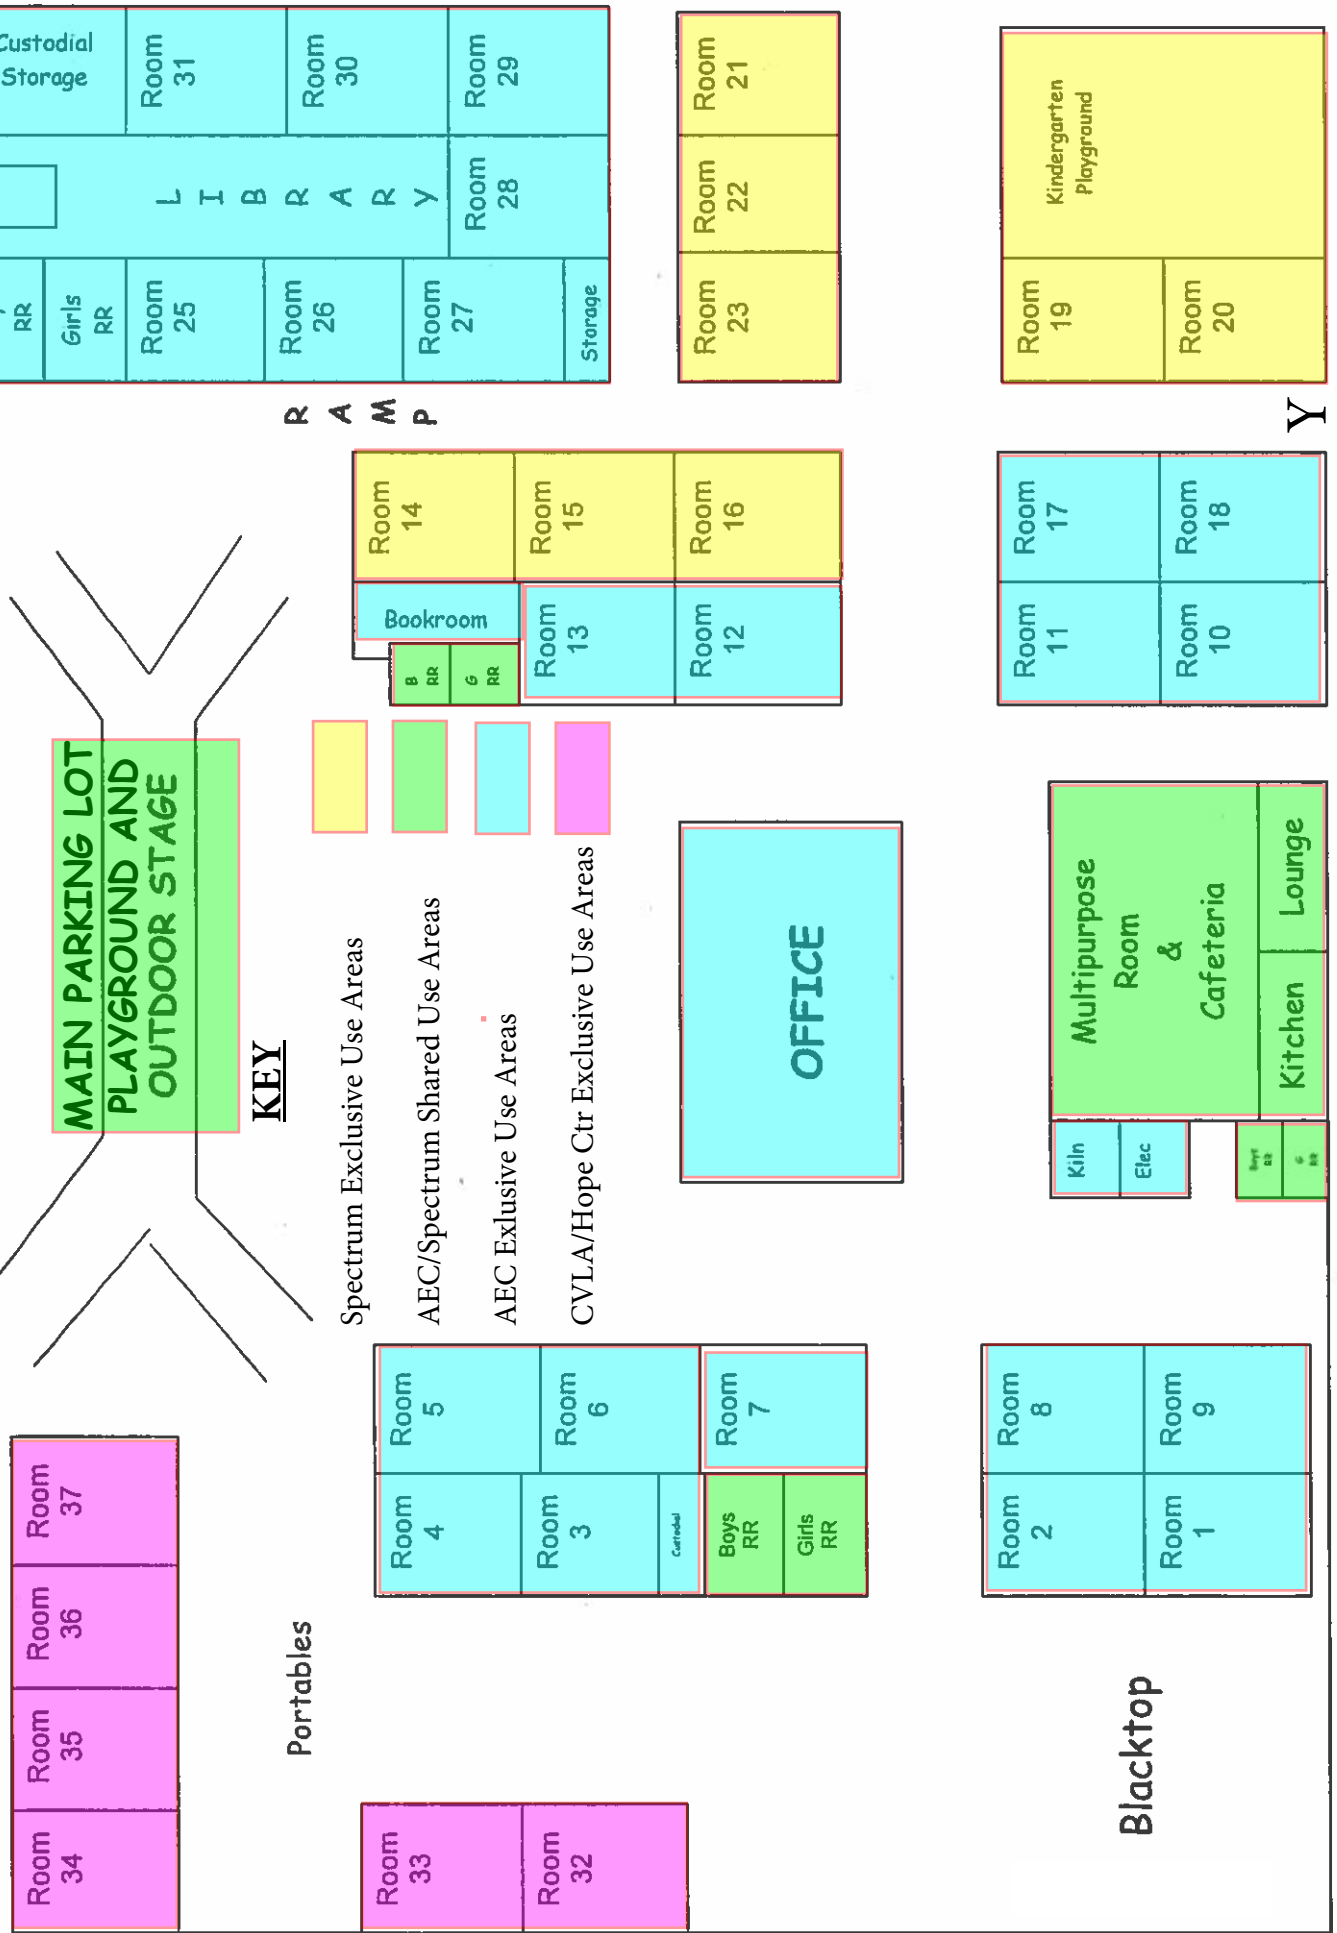 Room
34
Room
35
Room
36
Room
37
MAIN PARKING LOT
PLAYGROUND AND
OUTDOOR STAGE
RR
Girls
RR
Custodial
Storage
Room
25
Room
31
L
I
B
R
A
R
Y
Room
26
Room
30
Room
27
Room
28
Room
29
Storage
R
A
M
P
Portables
KEY
Spectrum Exclusive Use Areas
AEC/Spectrum Shared Use Areas
AEC Exlusive Use Areas
CVLA/Hope Ctr Exclusive Use Areas
Room
33
Room
32
Room
4
Room
5
Room
3
Room
6
Custodial
Boys
RR
Girls
RR
Room
7
Bookroom
B
RR
G
RR
Room
14
Room
13
Room
15
Room
12
Room
16
OFFICE
Room
23
Room
22
Room
21
Blacktop
Room
2
Room
8
Room
1
Room
9
Kiln
Elec
Boys
RR
G
RR
Multipurpose
Room
&
Cafeteria
Kitchen
Lounge
Room
11
Room
17
Room
10
Room
18
Room
19
Room
20
Kindergarten
Playground
Y